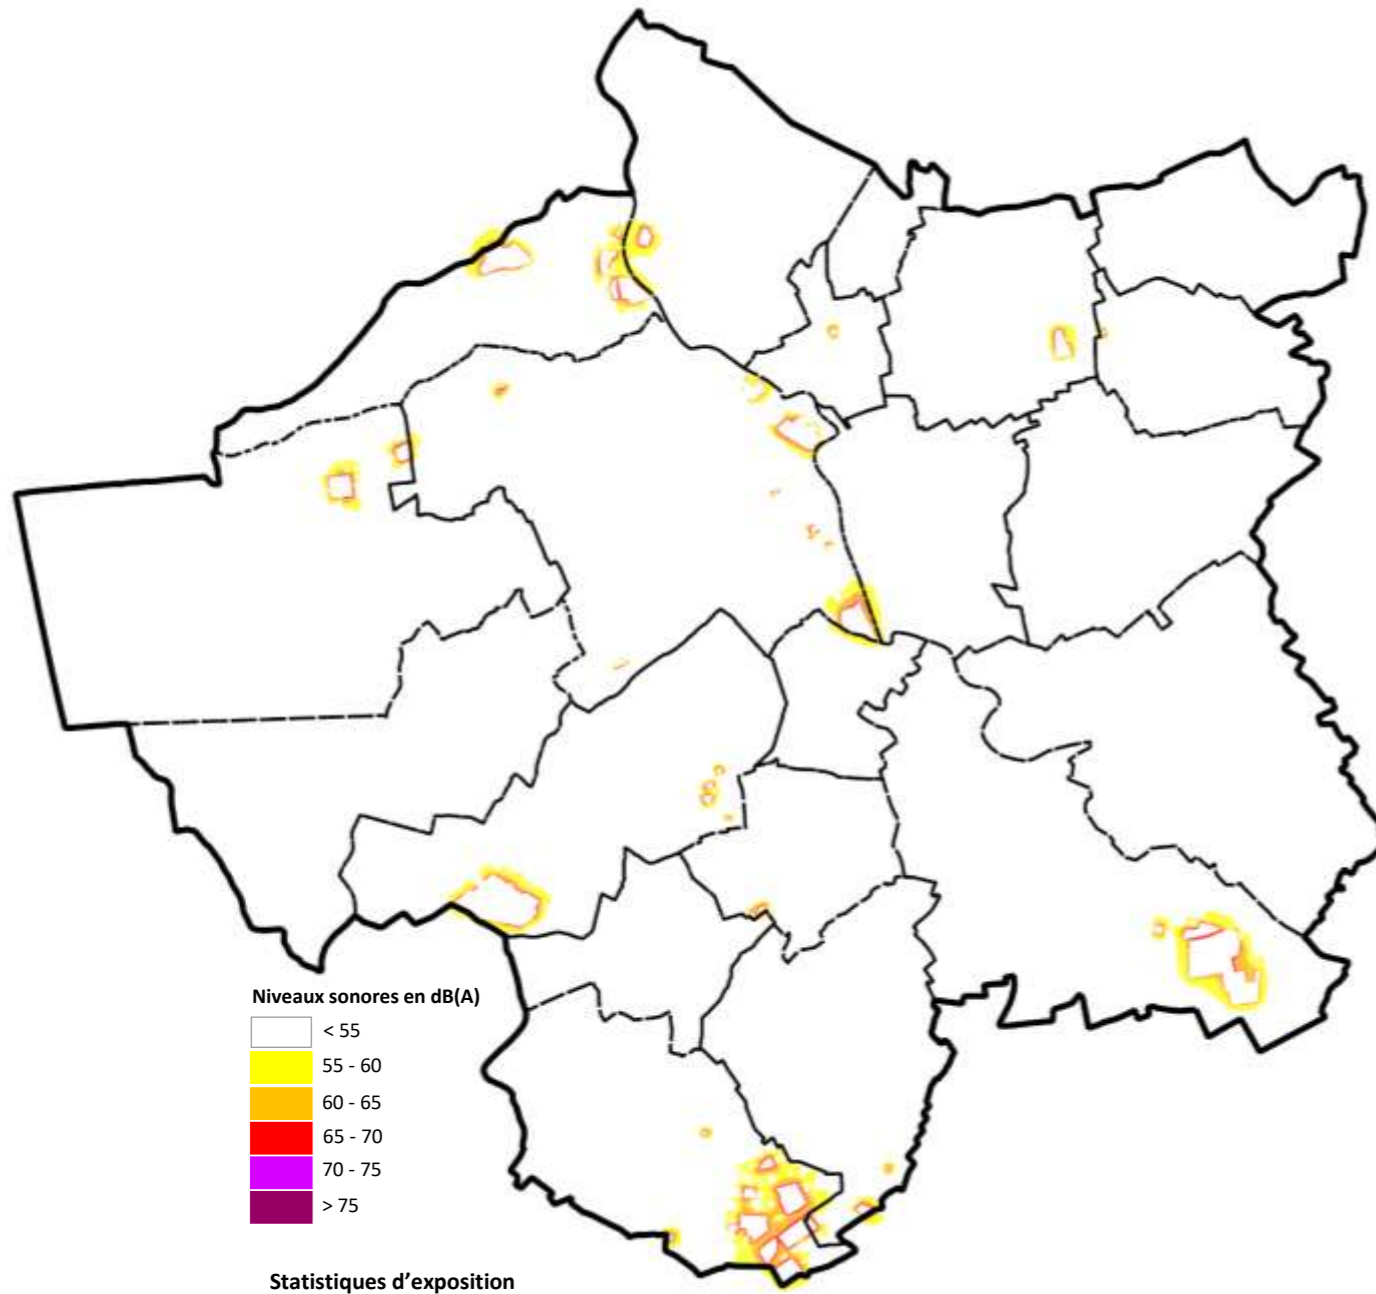 Niveaux sonores en dB(A)
< 55
55 - 60
60 - 65
65 - 70
70 - 75
> 75
Statistiques d’exposition